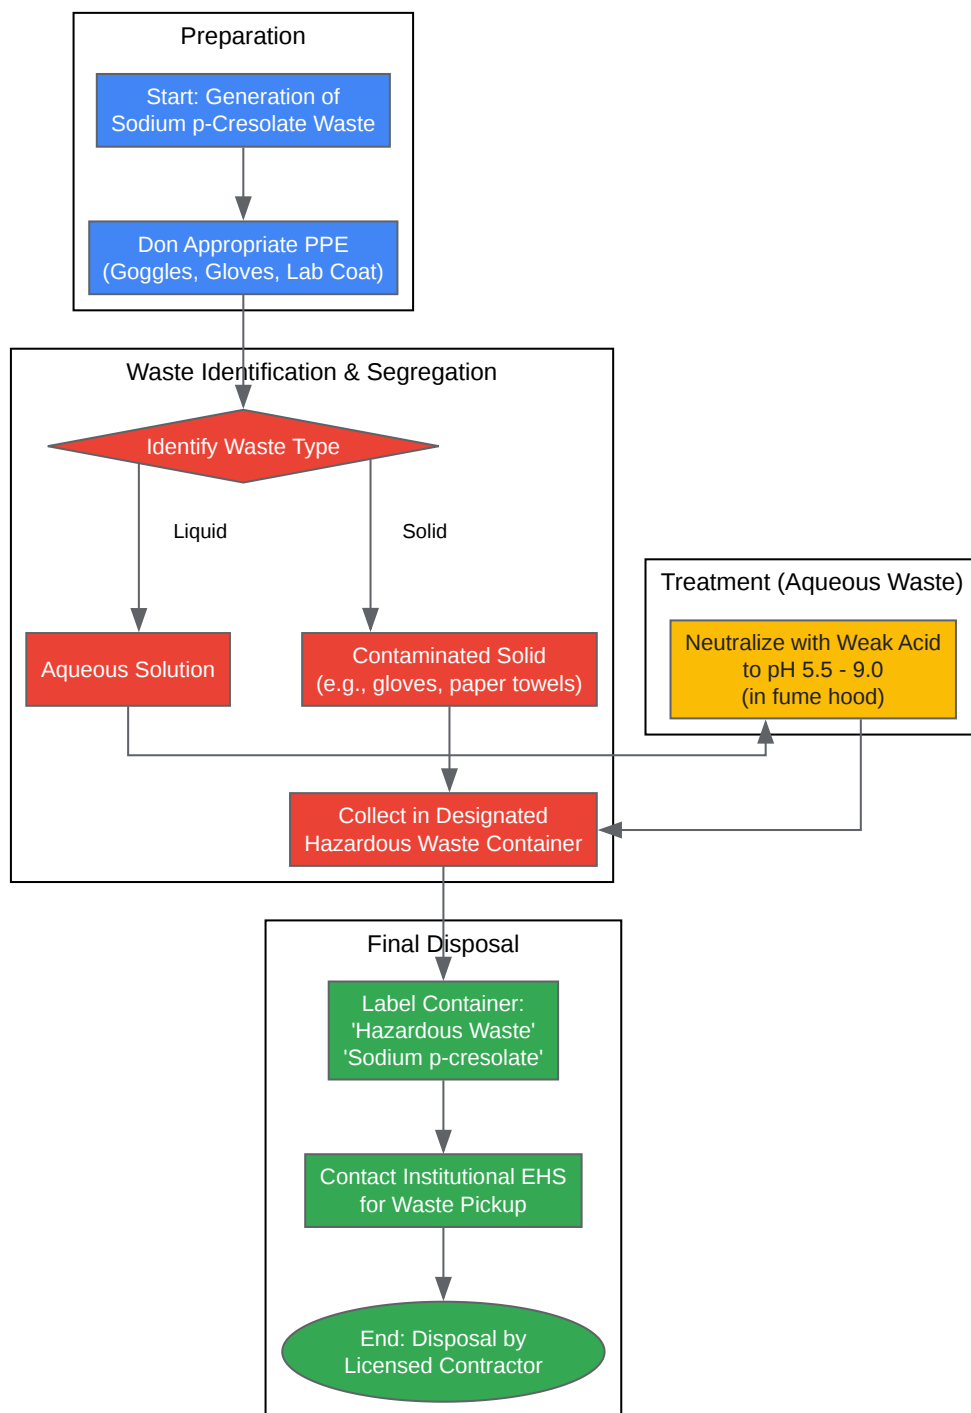 Preparation
Start: Generation of
Sodium p-Cresolate Waste
Don Appropriate PPE
(Goggles, Gloves, Lab Coat)
Waste Identification & Segregation
Identify Waste Type
Liquid
Solid
Aqueous Solution
Contaminated Solid
(e.g., gloves, paper towels)
Treatment (Aqueous Waste)
Neutralize with Weak Acid
to pH 5.5 - 9.0
(in fume hood)
Collect in Designated
Hazardous Waste Container
Final Disposal
Label Container:
'Hazardous Waste'
'Sodium p-cresolate'
Contact Institutional EHS
for Waste Pickup
End: Disposal by
Licensed Contractor